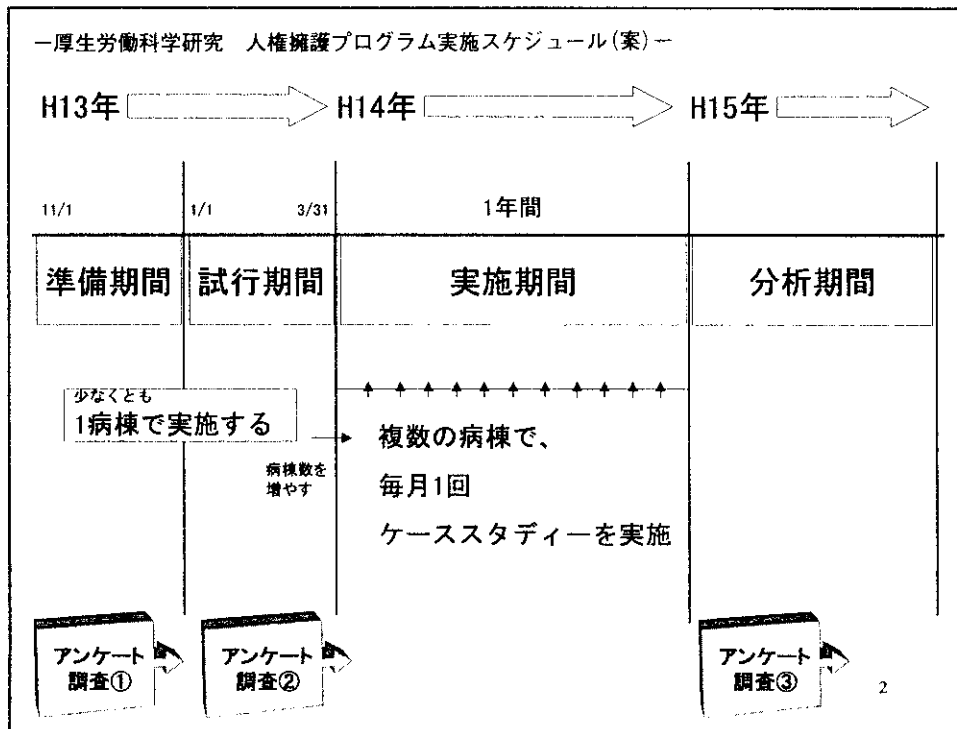 −厚生労働科学研究　人権擁護プログラム実施スケジュール(案)−
H13年
H14年
H15年
11/1
1/1
3/31
1年間
準備期間
試行期間
実施期間
分析期間
少なくとも
1病棟で実施する
病棟数を
増やす
複数の病棟で、
毎月1回
ケーススタディーを実施
アンケート
調査①
アンケート
調査②
アンケート
調査③
2